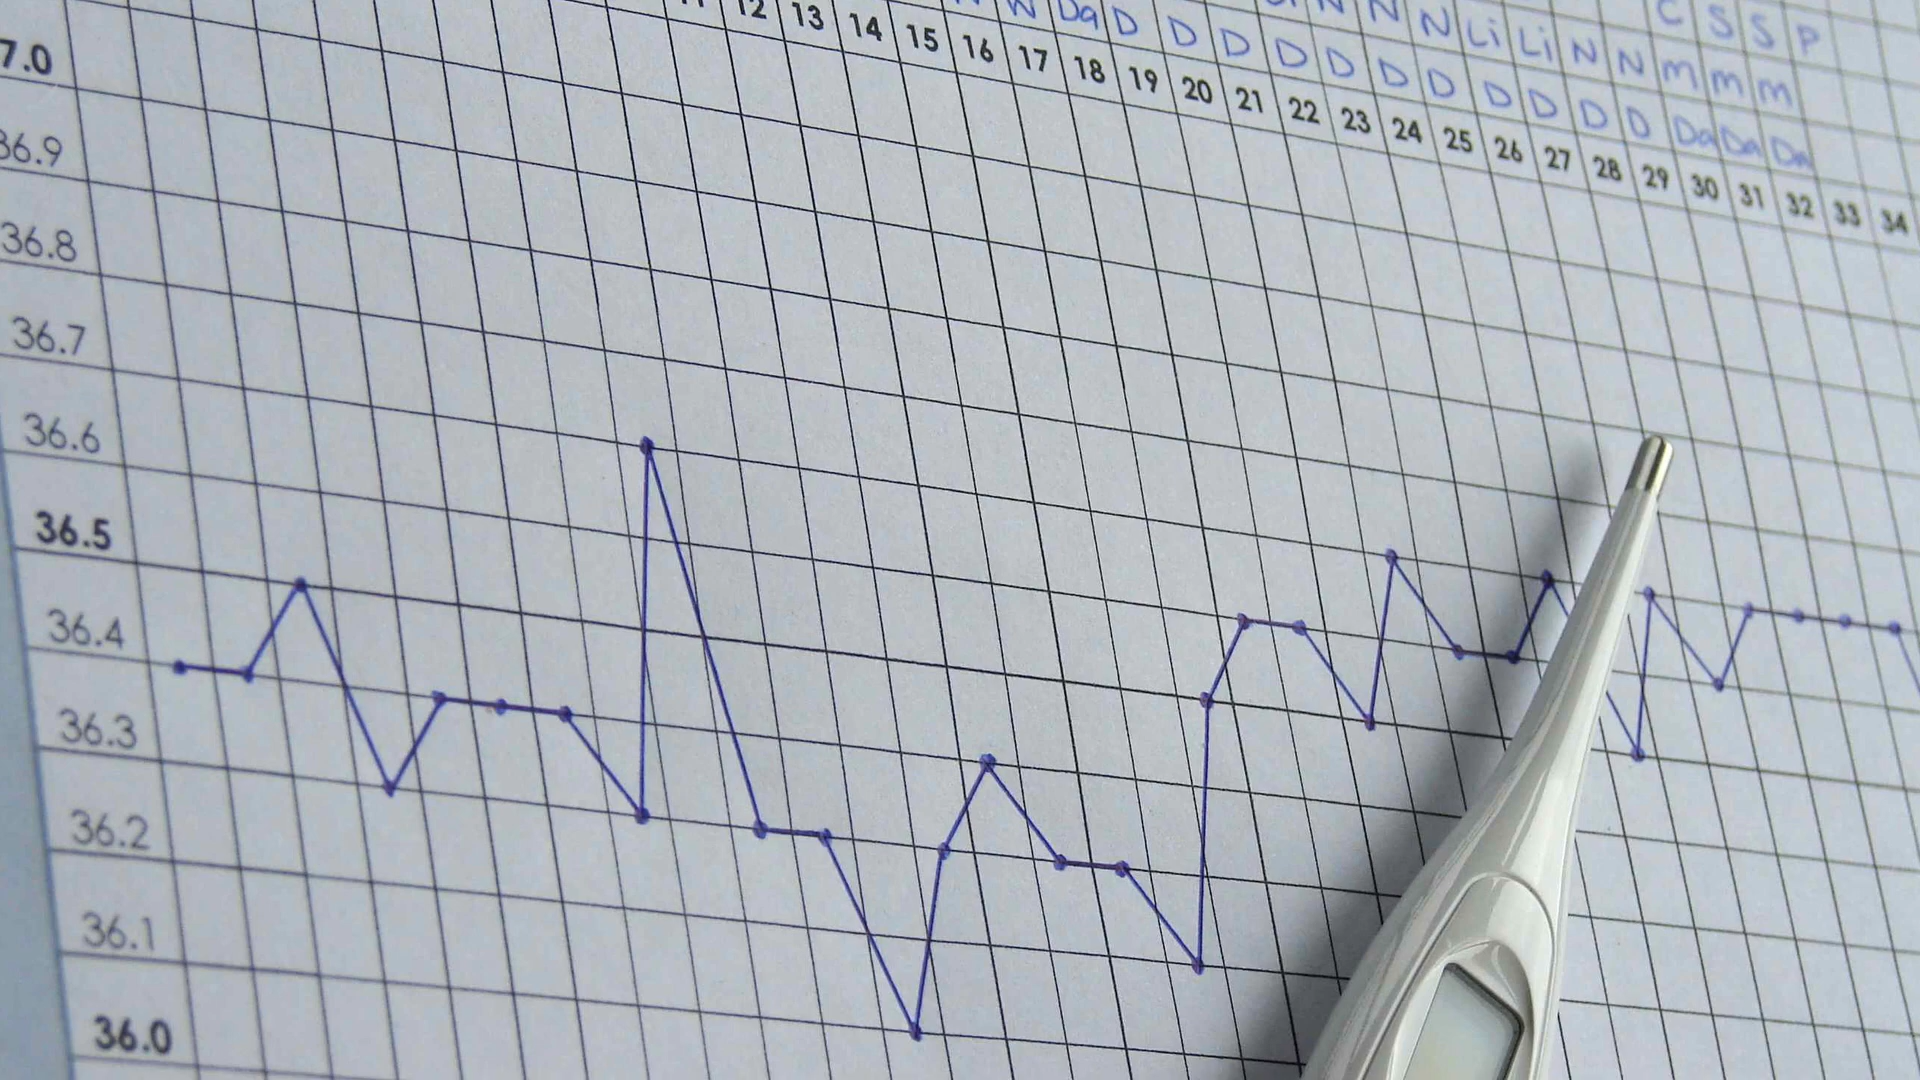 C S S P
N N N Li Li N N m m m
N Da D D D D D D D D D D D D Da Da Da
12 13 14 15 16 17 18 19 20 21 22 23 24 25 26 27 28 29 30 31 32 33 34
7.0
36.9
36.8
36.7
36.6
36.5
36.4
36.3
36.2
36.1
36.0